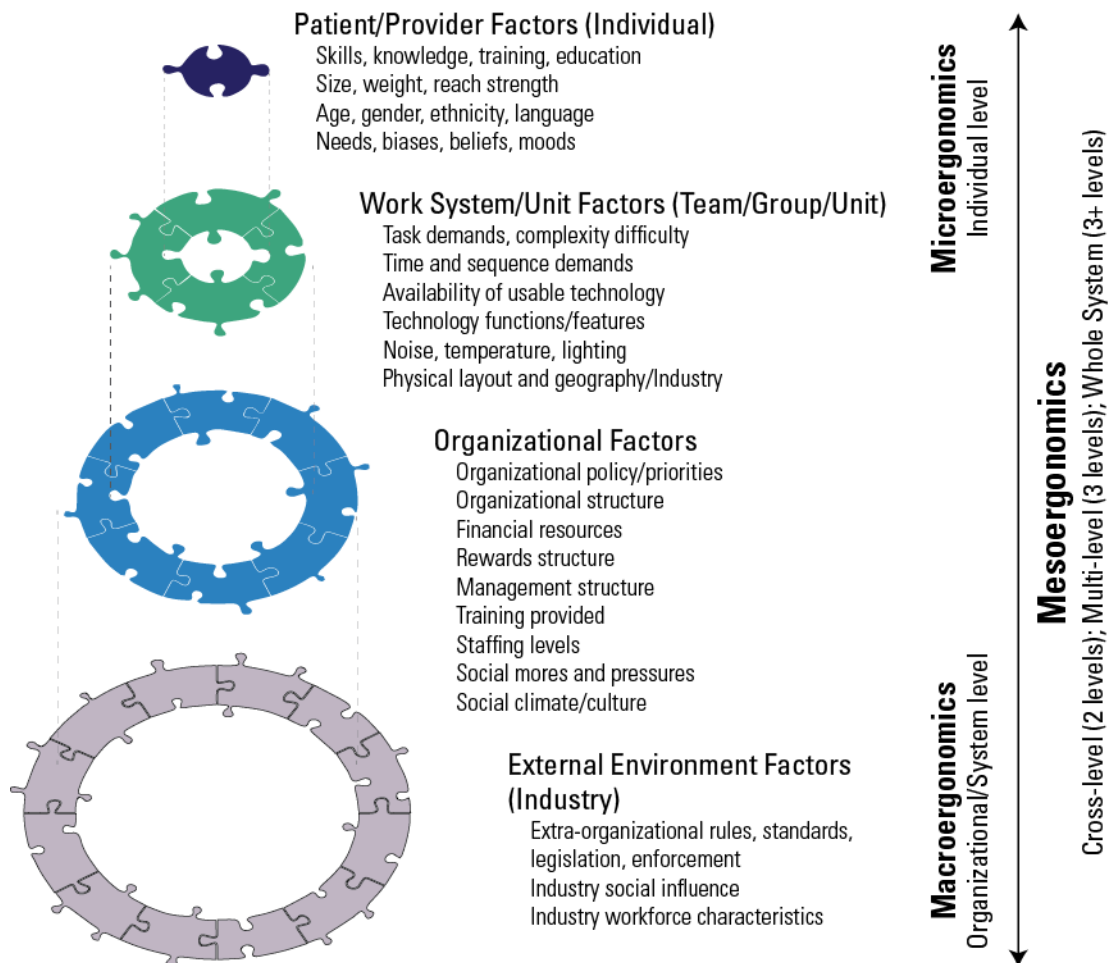 Patient/Provider Factors (Individual)
Skills, knowledge, training, education
Size, weight, reach strength
Age, gender, ethnicity, language
Needs, biases, beliefs, moods
Work System/Unit Factors (Team/Group/Unit)
Task demands, complexity difficulty
Time and sequence demands
Availability of usable technology
Technology functions/features
Noise, temperature, lighting
Physical layout and geography/Industry
Organizational Factors
Organizational policy/priorities
Organizational structure
Financial resources
Rewards structure
Management structure
Training provided
Staffing levels
Social mores and pressures
Social climate/culture
External Environment Factors
(Industry)
Extra-organizational rules, standards,
legislation, enforcement
Industry social influence
Industry workforce characteristics
Microergonomics
Individual level
Macroergonomics
Organizational/System level
Mesoergonomics
Cross-level (2 levels); Multi-level (3 levels); Whole System (3+ levels)